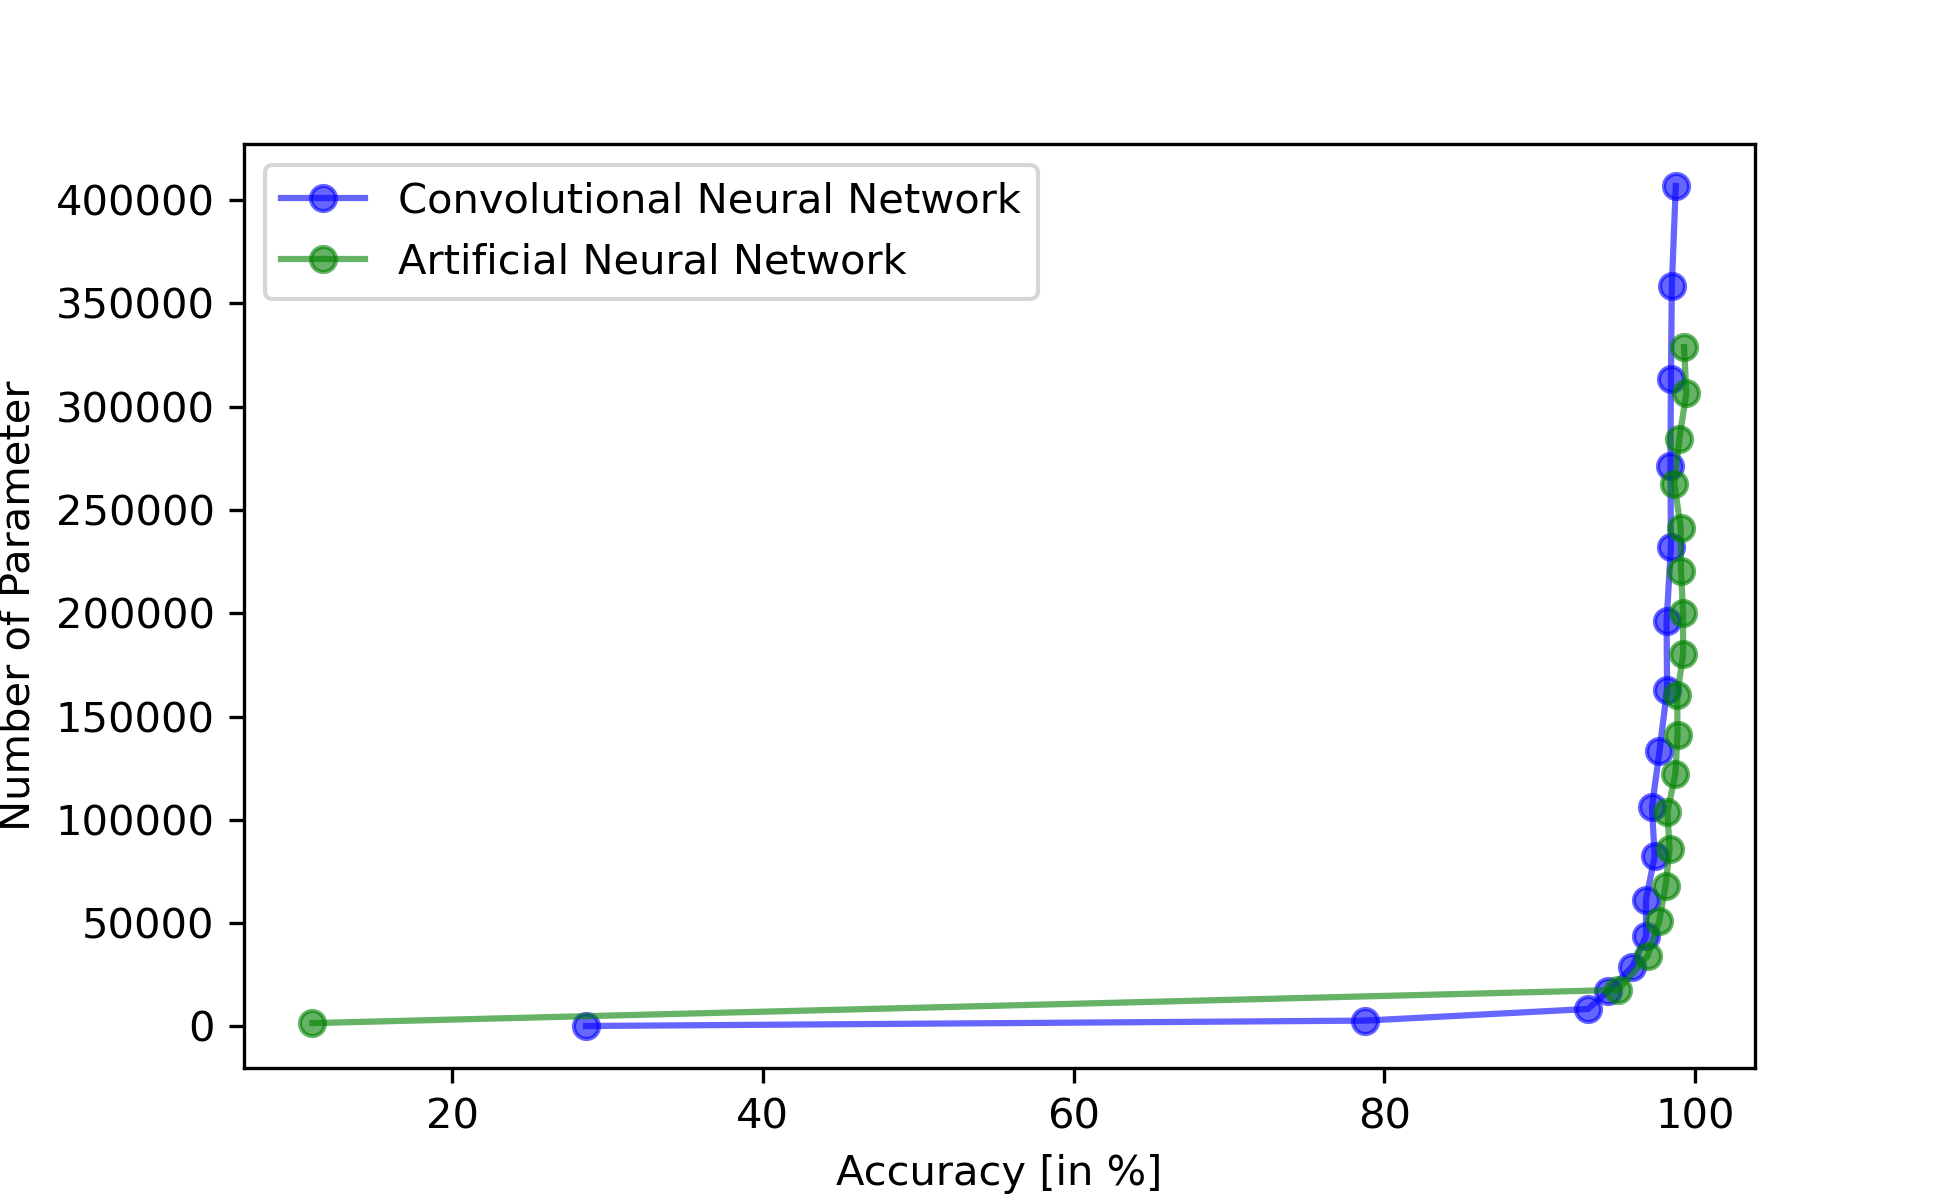 Convolutional Neural Network
Artificial Neural Network
400000
350000
300000
250000
200000
150000
100000
50000
0
Number of Parameter
20 40 60 80 100
Accuracy [in %]